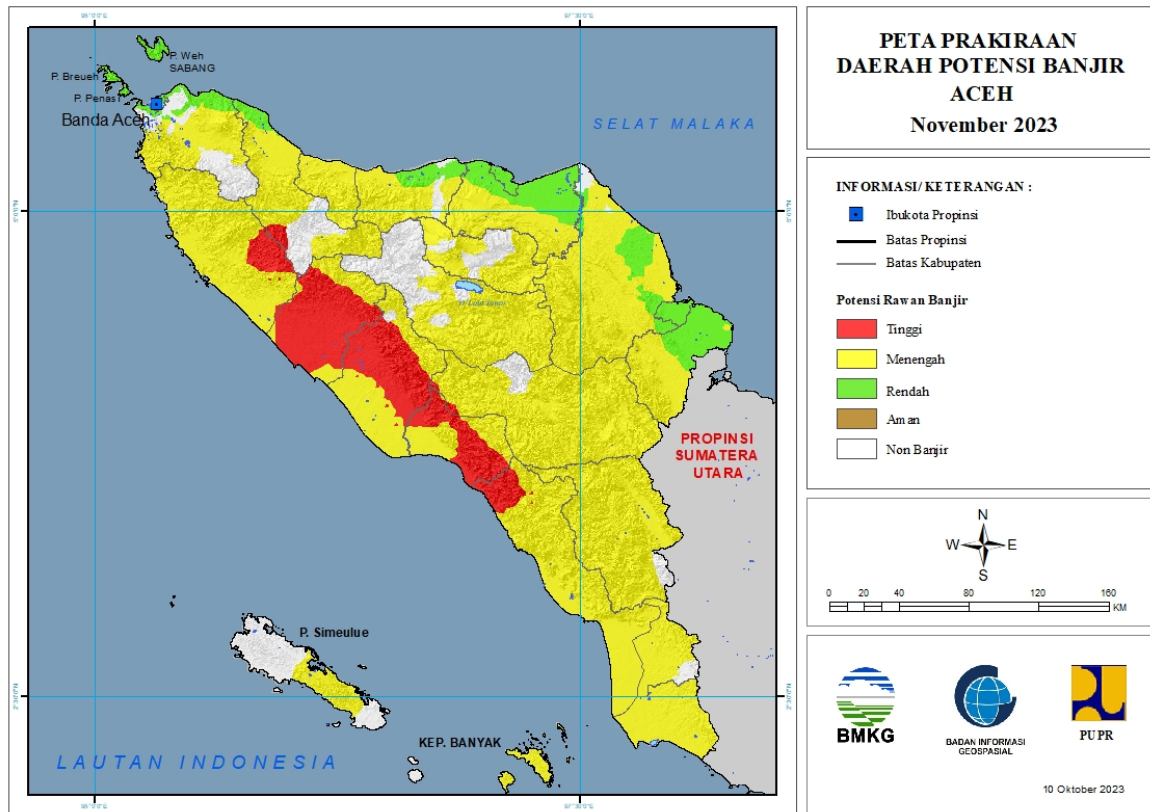 PETA PRAKIRAAN
DAERAH POTENSI BANJIR
ACEH
November 2023
INFORMASI/ KETERANGAN :
Ibukota Propinsi
Batas Propinsi
Batas Kabupaten
Potensi Rawan Banjir
Tinggi
Menengah
Rendah
Aman
Non Banjir
N
W
E
S
0 20 40 80 120 160
KM
BMKG
BADAN INFORMASI
GEOSPASIAL
PUPR
10 Oktober 2023
P. Weh
SABANG
P. Breueh
P. Penasi
Banda Aceh
SELAT MALAKA
PROPINSI
SUMATERA
UTARA
P. Simeulue
KEP. BANYAK
LAUTAN INDONESIA